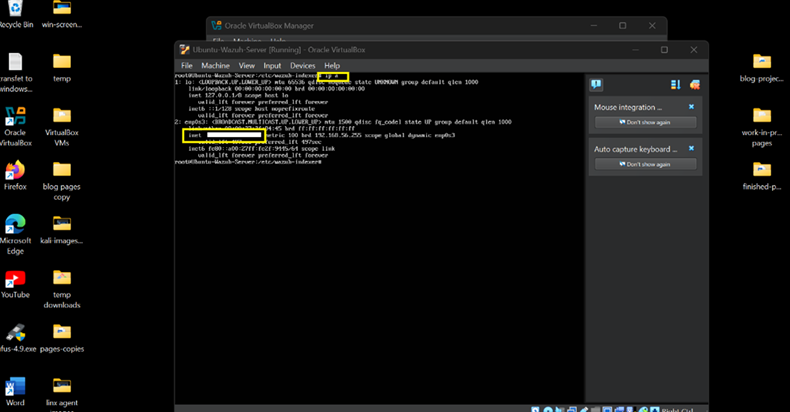 Recycle Bin
win-screen...
transfet to
windows...
temp
Oracle
VirtualBox
VirtualBox
VMs
Firefox
blog pages
copy
Microsoft
Edge
kali-images...
YouTube
temp
downloads
ufus-4.9.exe
pages-copies
Word
linx agent
images
Oracle VirtualBox Manager
Ubuntu-Wazuh-Server [Running] - Oracle VirtualBox
File Machine View Input Devices Help
root@Ubuntu-Wazuh-Server:/etc/wazuh-indexer# ip a
1: lo: <LOOPBACK,UP,LOWER_UP> mtu 65536 qdisc noqueue state UNKNOWN group default qlen 1000
link/loopback 00:00:00:00:00:00 brd 00:00:00:00:00:00
inet 127.0.0.1/8 scope host lo
valid_lft forever preferred_lft forever
inet6 ::1/128 scope host noprefixroute
valid_lft forever preferred_lft forever
2: enp0s3: <BROADCAST,MULTICAST,UP,LOWER_UP> mtu 1500 qdisc fq_codel state UP group default qlen 1000
brd ff:ff:ff:ff:ff:ff
inet metric 100 brd 192.168.56.255 scope global dynamic enp0s3
valid_lft 497sec preferred_lft 497sec
inet6 fe80::a00:27ff:fe2f:9445/64 scope link
valid_lft forever preferred_lft forever
root@Ubuntu-Wazuh-Server:/etc/wazuh-indexer#
Mouse integration ...
Don't show again
Auto capture keyboard ...
Don't show again
Right Ctrl
blog-projec...
work-in-pr...
pages
finished-p...